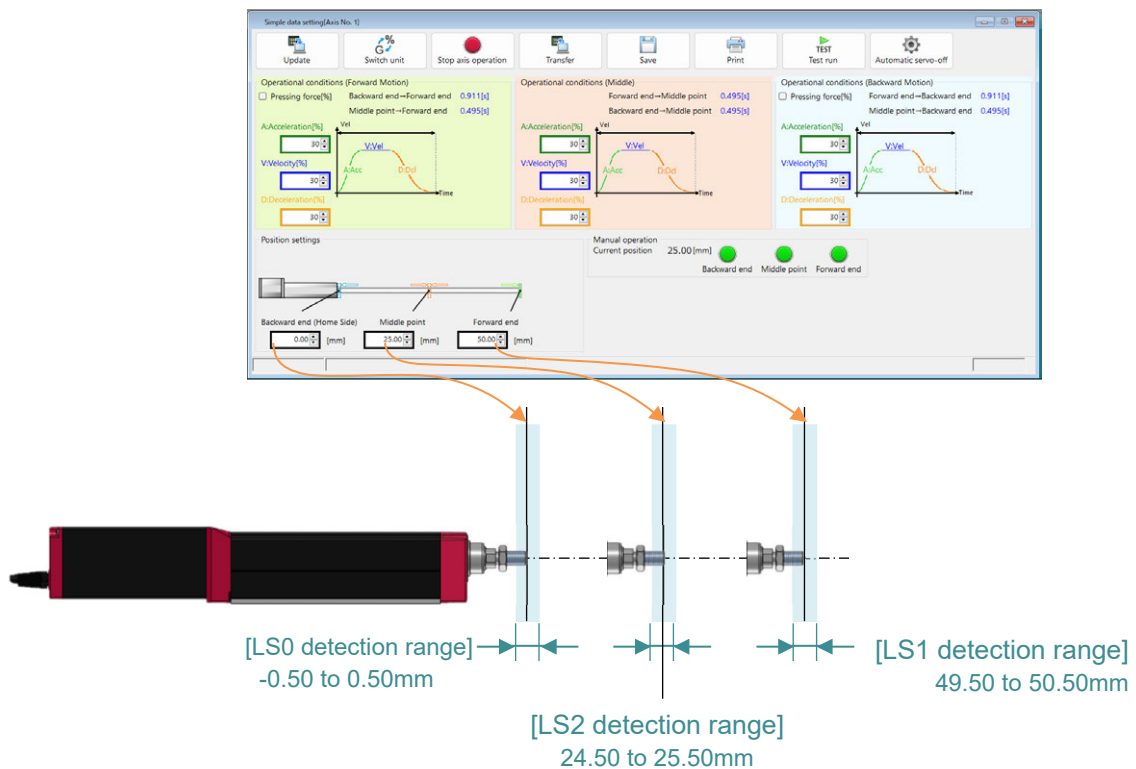 Simple data setting[Axis No. 1]
Update
Switch unit
Stop axis operation
Transfer
Save
Print
TEST
Test run
Automatic servo-off
Operational conditions (Forward Motion)
Pressing force[%]
Backward end→Forward end 0.911[s]
Middle point→Forward end 0.495[s]
A:Acceleration[%]
30
V:Velocity[%]
30
D:Deceleration[%]
30
Vel
V:Vel
A:Acc
D:Dcl
Time
Operational conditions (Middle)
Forward end→Middle point 0.495[s]
Backward end→Middle point 0.495[s]
A:Acceleration[%]
30
V:Velocity[%]
30
D:Deceleration[%]
30
Vel
V:Vel
A:Acc
D:Dcl
Time
Operational conditions (Backward Motion)
Pressing force[%]
Forward end→Backward end 0.911[s]
Middle point→Backward end 0.495[s]
A:Acceleration[%]
30
V:Velocity[%]
30
D:Deceleration[%]
30
Vel
V:Vel
A:Acc
D:Dcl
Time
Position settings
Backward end (Home Side)
0.00 [mm]
Middle point
25.00 [mm]
Forward end
50.00 [mm]
Manual operation
Current position 25.00 [mm]
Backward end
Middle point
Forward end
[LS0 detection range]
-0.50 to 0.50mm
[LS1 detection range]
49.50 to 50.50mm
[LS2 detection range]
24.50 to 25.50mm